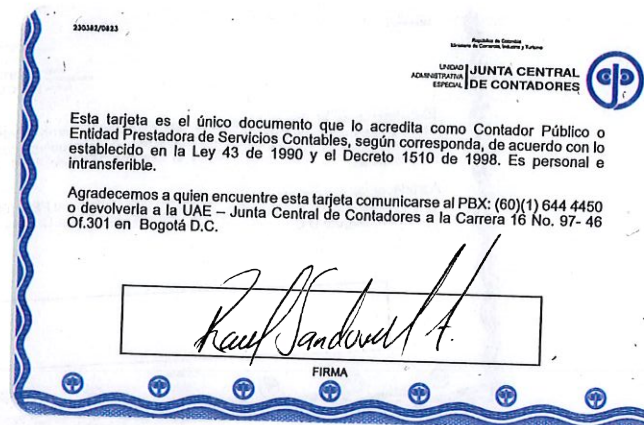 230382/0823
República de Colombia
Ministerio de Comercio, Industria y Turismo
UNIDAD
ADMINISTRATIVA
ESPECIAL
JUNTA CENTRAL
DE CONTADORES
Esta tarjeta es el único documento que lo acredita como Contador Público o
Entidad Prestadora de Servicios Contables, según corresponda, de acuerdo con lo
establecido en la Ley 43 de 1990 y el Decreto 1510 de 1998. Es personal e
intransferible.
Agradecemos a quien encuentre esta tarjeta comunicarse al PBX: (60)(1) 644 4450
o devolverla a la UAE – Junta Central de Contadores a la Carrera 16 No. 97- 46
Of.301 en Bogotá D.C.
Raul Sandoval F.
FIRMA